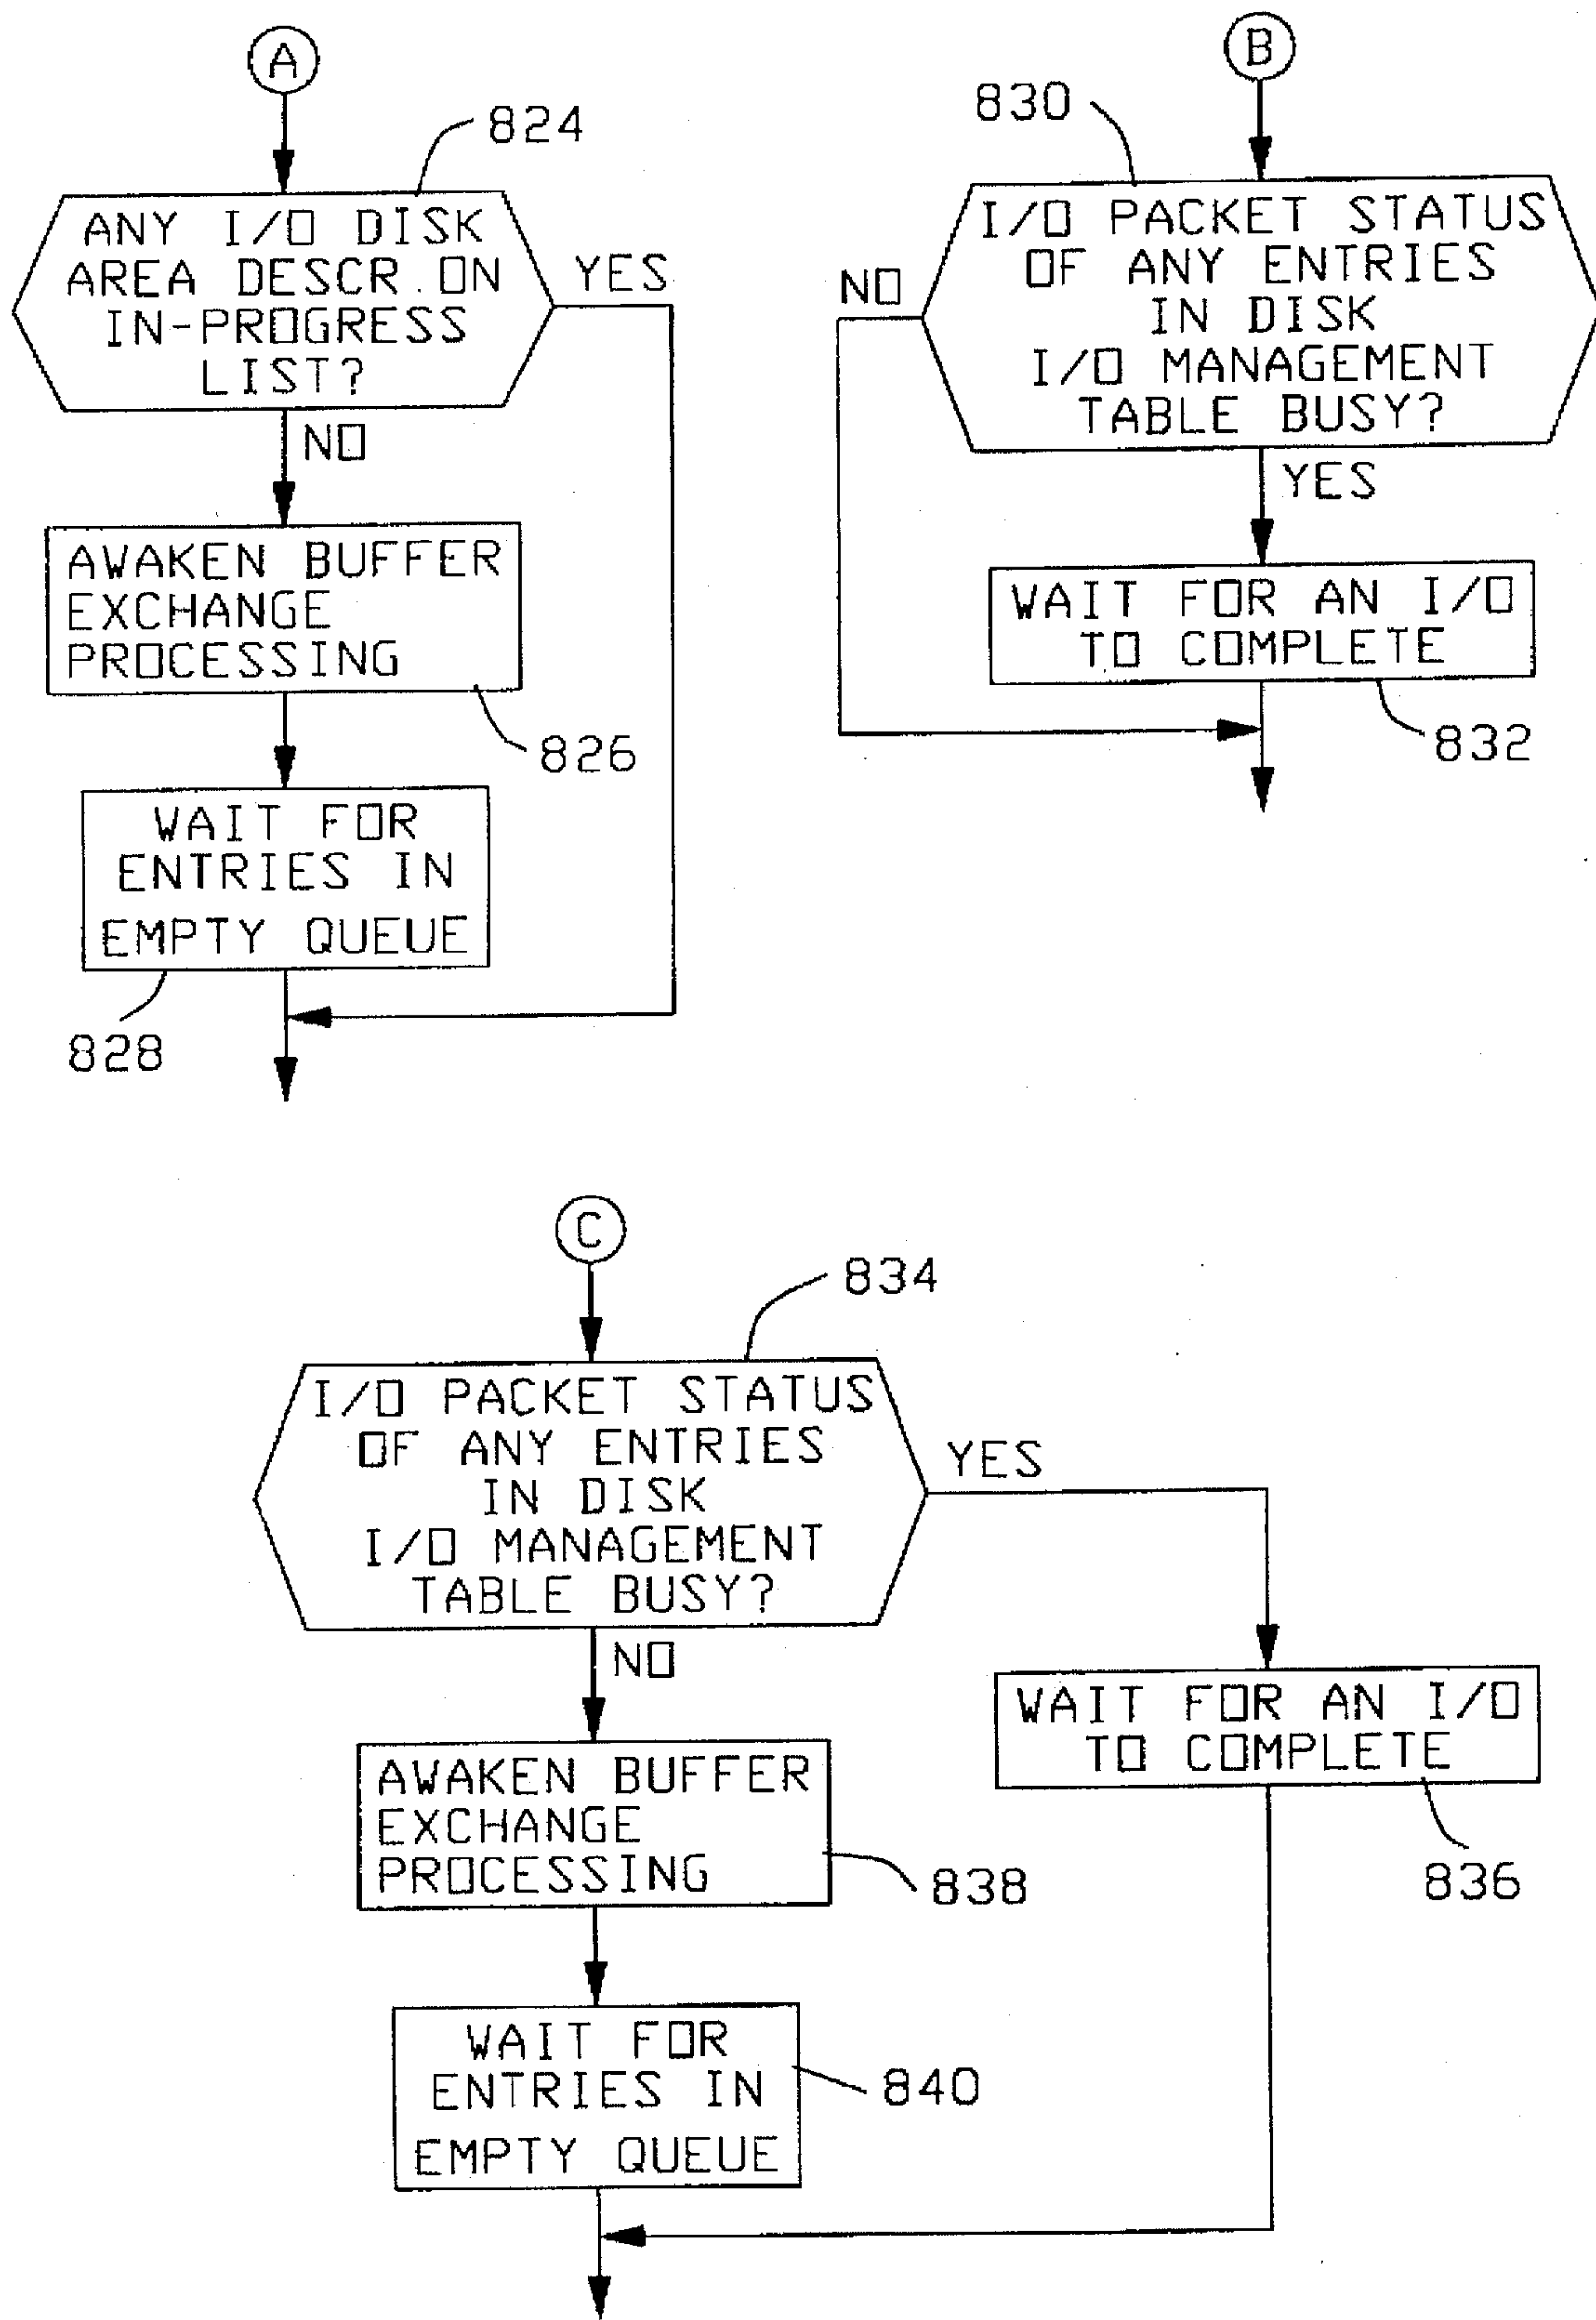 A
824
ANY I/O DISK
AREA DESCR. ON
IN-PROGRESS
LIST?
YES
NO
AWAKEN BUFFER
EXCHANGE
PROCESSING
826
WAIT FOR
ENTRIES IN
EMPTY QUEUE
828
B
830
I/O PACKET STATUS
OF ANY ENTRIES
IN DISK
I/O MANAGEMENT
TABLE BUSY?
NO
YES
WAIT FOR AN I/O
TO COMPLETE
832
C
834
I/O PACKET STATUS
OF ANY ENTRIES
IN DISK
I/O MANAGEMENT
TABLE BUSY?
YES
NO
WAIT FOR AN I/O
TO COMPLETE
836
AWAKEN BUFFER
EXCHANGE
PROCESSING
838
WAIT FOR
ENTRIES IN
EMPTY QUEUE
840